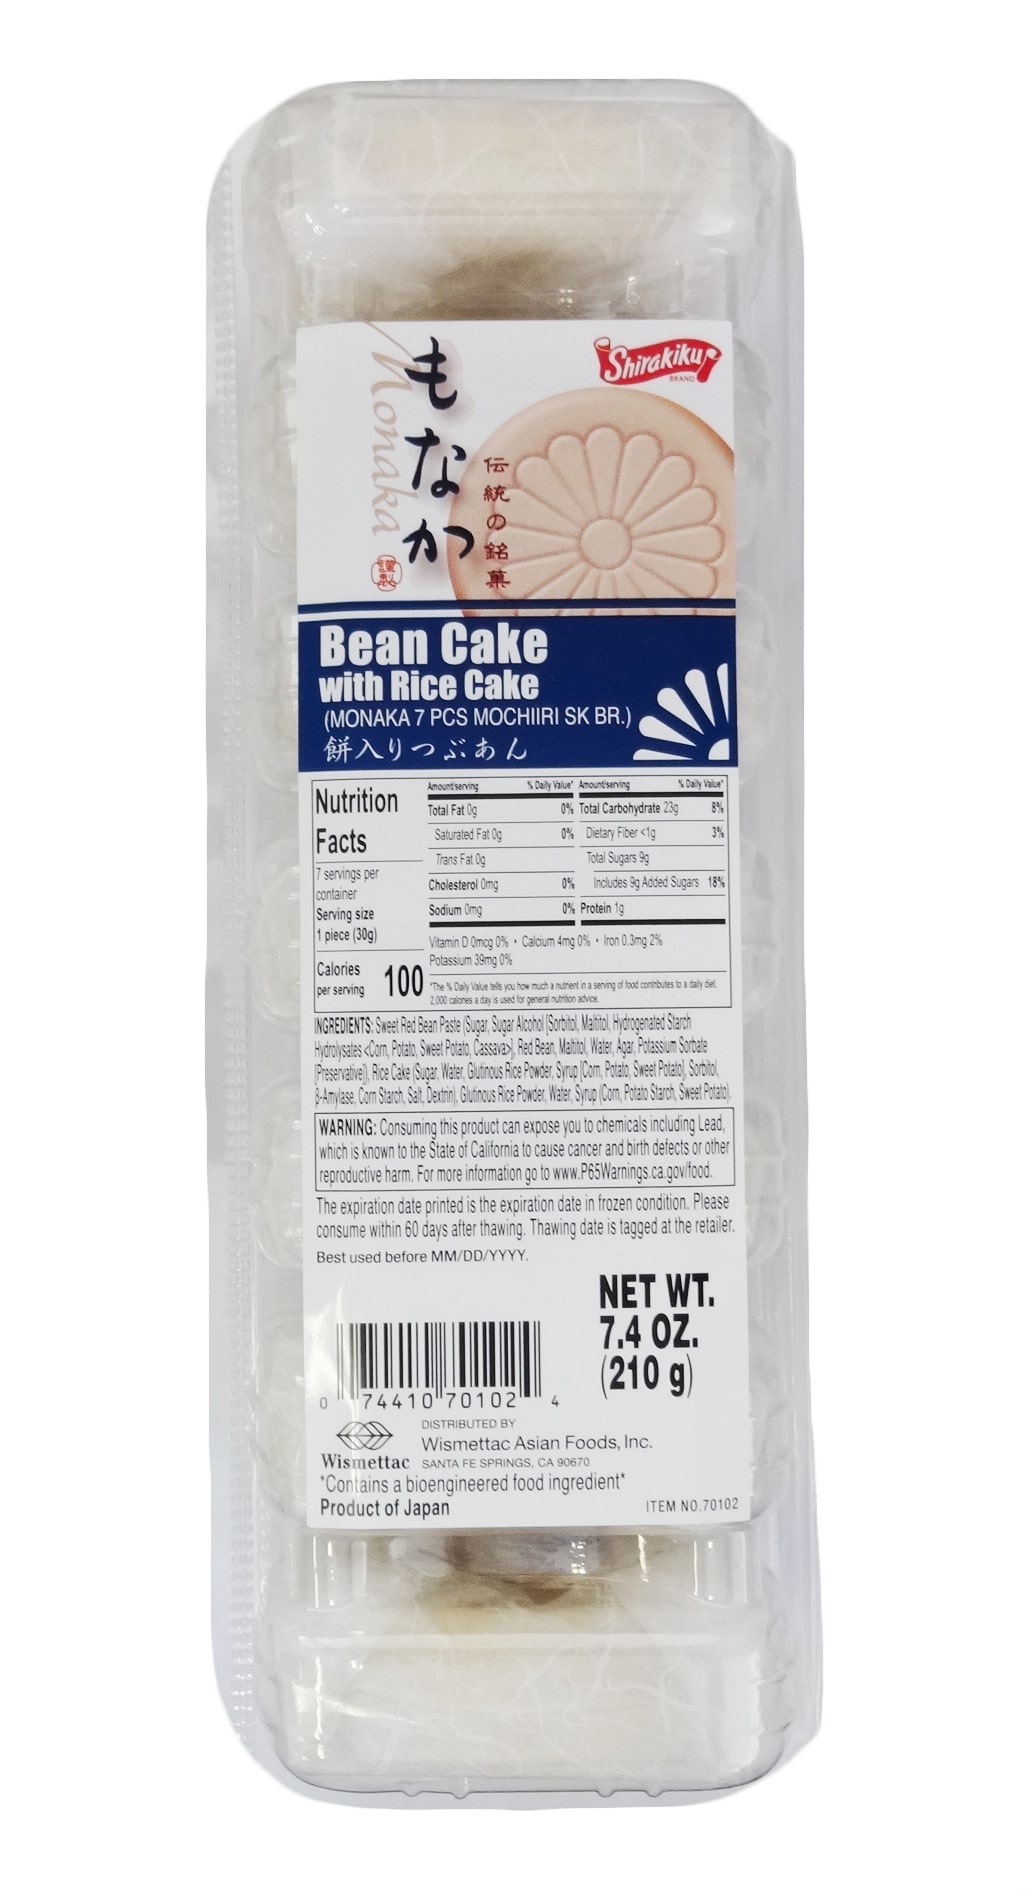 Shirakiku
BRAND
もなか
Monaka
伝統の銘菓
謹製
Bean Cake
with Rice Cake
(MONAKA 7 PCS MOCHIIRI SK BR.)
餅入りつぶあん
Nutrition
Facts
7 servings per
container
Serving size
1 piece (30g)
Calories
per serving 100
Amount/serving % Daily Value*
Total Fat 0g 0%
Saturated Fat 0g 0%
Trans Fat 0g
Cholesterol 0mg 0%
Sodium 0mg 0%
Amount/serving % Daily Value*
Total Carbohydrate 23g 8%
Dietary Fiber <1g 3%
Total Sugars 9g
Includes 9g Added Sugars 18%
Protein 1g
Vitamin D 0mcg 0% • Calcium 4mg 0% • Iron 0.3mg 2%
Potassium 39mg 0%
*The % Daily Value tells you how much a nutrient in a serving of food contributes to a daily diet.
2,000 calories a day is used for general nutrition advice.
INGREDIENTS: Sweet Red Bean Paste (Sugar, Sugar Alcohol [Sorbitol, Maltitol, Hydrogenated Starch
Hydrolysates <Corn, Potato, Sweet Potato, Cassava>], Red Bean, Maltitol, Water, Agar, Potassium Sorbate
[Preservative]), Rice Cake (Sugar, Water, Glutinous Rice Powder, Syrup [Corn, Potato, Sweet Potato], Sorbitol,
β-Amylase, Corn Starch, Salt, Dextrin), Glutinous Rice Powder, Water, Syrup (Corn, Potato Starch, Sweet Potato).
WARNING: Consuming this product can expose you to chemicals including Lead,
which is known to the State of California to cause cancer and birth defects or other
reproductive harm. For more information go to www.P65Warnings.ca.gov/food.
The expiration date printed is the expiration date in frozen condition. Please
consume within 60 days after thawing. Thawing date is tagged at the retailer.
Best used before MM/DD/YYYY.
NET WT.
7.4 OZ.
(210 g)
0 74410 70102 4
DISTRIBUTED BY
Wismettac Asian Foods, Inc.
Wismettac SANTA FE SPRINGS, CA 90670
*Contains a bioengineered food ingredient*
Product of Japan
ITEM NO.70102